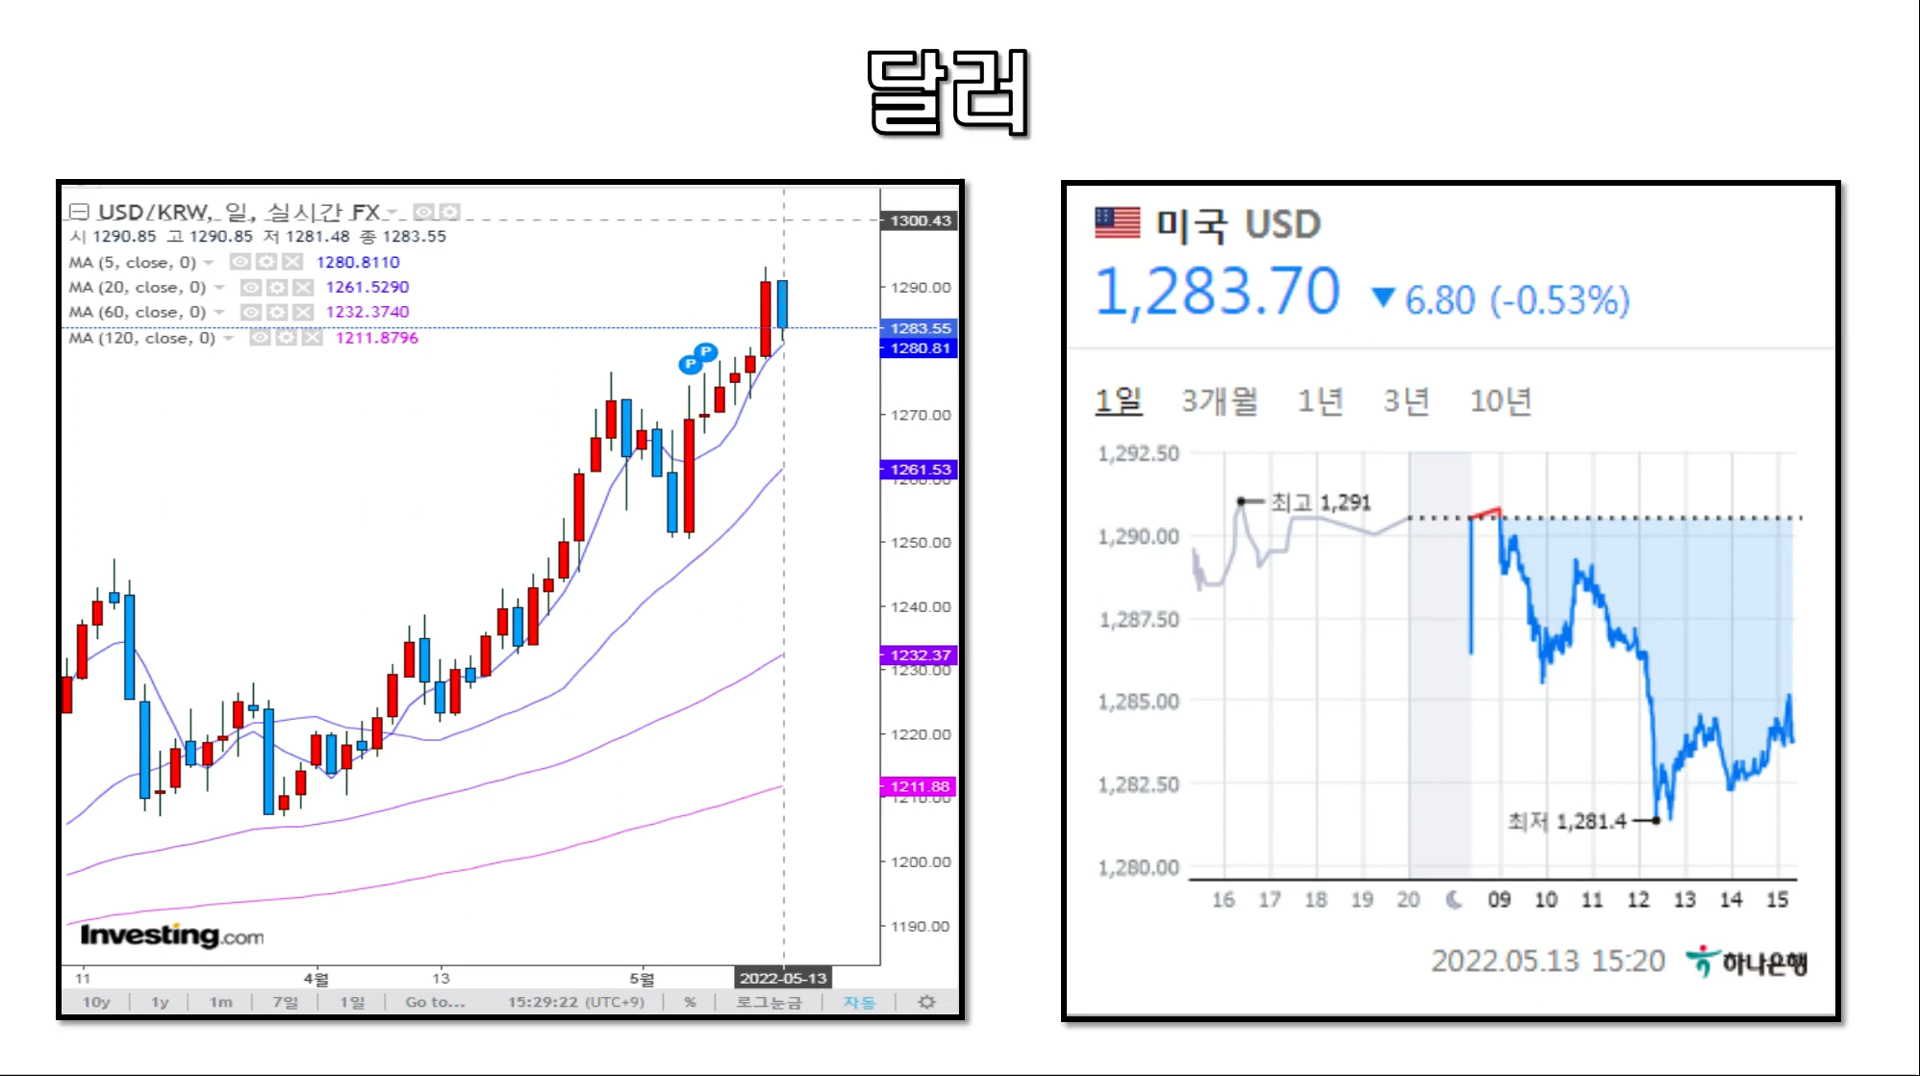 달러
USD/KRW, 일, 실시간 FX
시 1290.85 고 1290.85 저 1281.48 종 1283.55
MA (5, close, 0) 1280.8110
MA (20, close, 0) 1261.5290
MA (60, close, 0) 1232.3740
MA (120, close, 0) 1211.8796
P
P
1300.43
1290.00
1283.55
1280.81
1270.00
1261.53
1260.00
1250.00
1240.00
1232.37
1230.00
1220.00
1211.88
1210.00
1200.00
1190.00
Investing.com
11 4월 13 5월 2022-05-13
10y 1y 1m 7일 1일 Go to... 15:29:22 (UTC+9) % 로그눈금 자동
미국 USD
1,283.70 ▼ 6.80 (-0.53%)
1일 3개월 1년 3년 10년
1,292.50
최고 1,291
1,290.00
1,287.50
1,285.00
1,282.50
최저 1,281.4
1,280.00
16 17 18 19 20 09 10 11 12 13 14 15
2022.05.13 15:20 하나은행